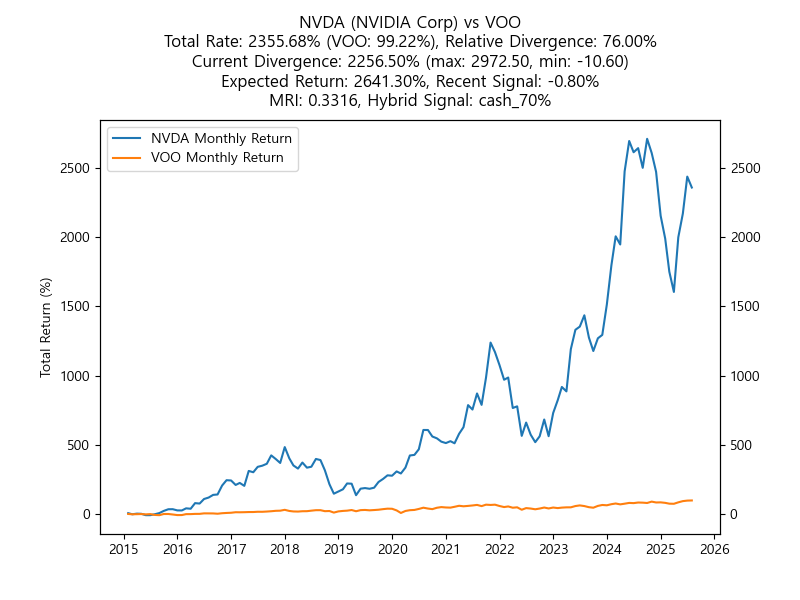 NVDA (NVIDIA Corp) vs VOO
Total Rate: 2355.68% (VOO: 99.22%), Relative Divergence: 76.00%
Current Divergence: 2256.50% (max: 2972.50, min: -10.60)
Expected Return: 2641.30%, Recent Signal: -0.80%
MRI: 0.3316, Hybrid Signal: cash_70%
NVDA Monthly Return
VOO Monthly Return
Total Return (%)
2500
2000
1500
1000
500
0
2500
2000
1500
1000
500
0
2015 2016 2017 2018 2019 2020 2021 2022 2023 2024 2025 2026